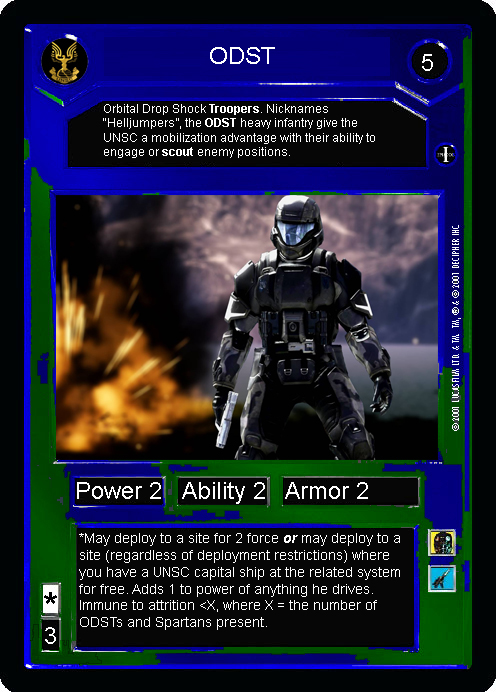 ODST
5
Orbital Drop Shock Troopers. Nicknames
"Helljumpers", the ODST heavy infantry give the
UNSC a mobilization advantage with their ability to
engage or scout enemy positions.
I
© 2001 LUCASFILM LTD. & TM. TM, ® & © 2001 DECIPHER INC.
Power 2
Ability 2
Armor 2
*May deploy to a site for 2 force or may deploy to a
site (regardless of deployment restrictions) where
you have a UNSC capital ship at the related system
for free. Adds 1 to power of anything he drives.
Immune to attrition <X, where X = the number of
ODSTs and Spartans present.
*
3